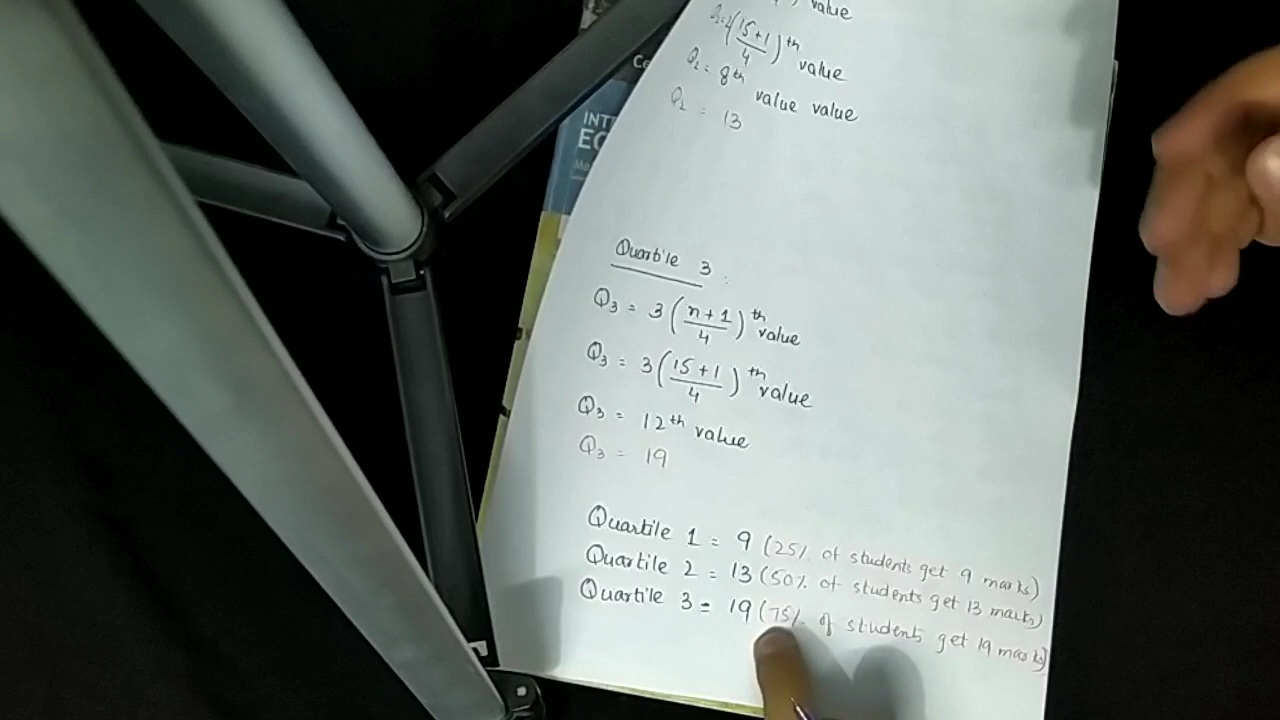 value
(15+1/4)th value
Q2 = 8th value value
Q2 = 13
Quartile 3 :
Q3 = 3(n+1/4)th value
Q3 = 3(15+1/4)th value
Q3 = 12th value
Q3 = 19
Quartile 1 = 9 (25% of students get 9 marks)
Quartile 2 = 13 (50% of students get 13 marks)
Quartile 3 = 19 (75% of students get 19 marks)